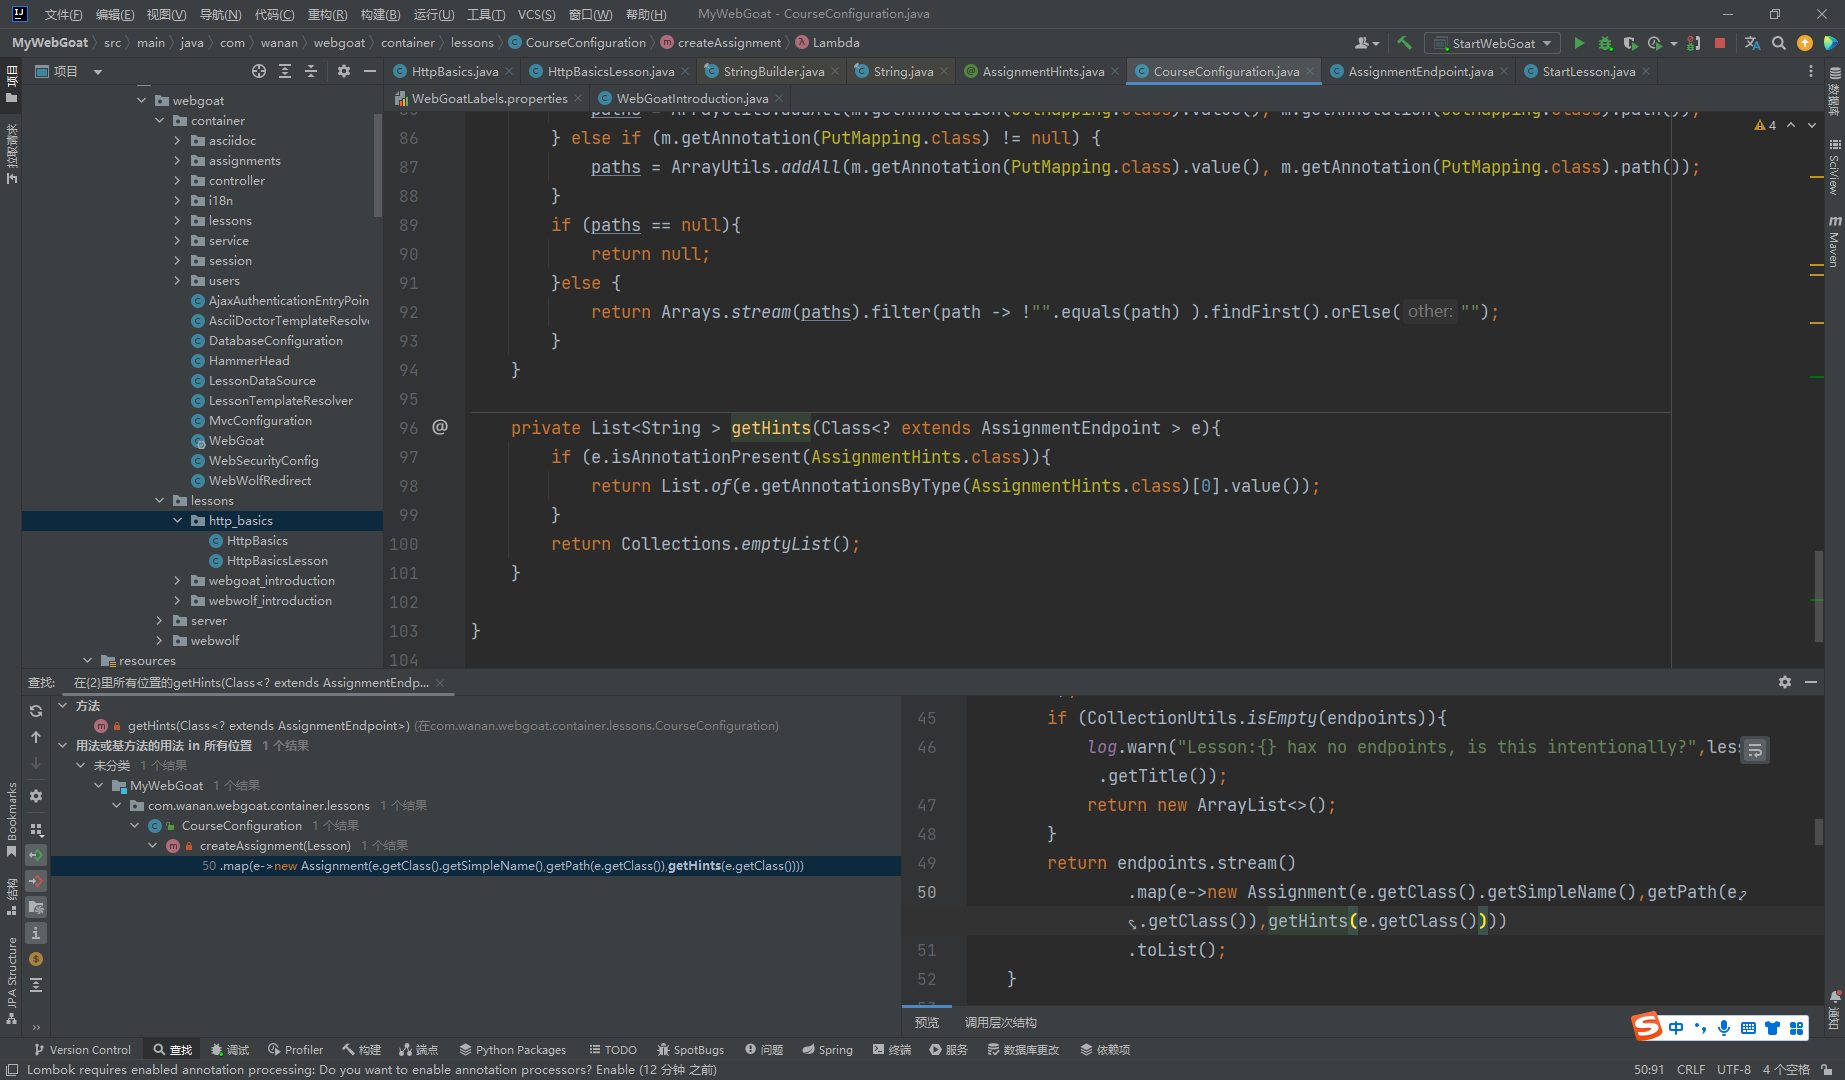 文件(F) 编辑(E) 视图(V) 导航(N) 代码(C) 重构(R) 构建(B) 运行(U) 工具(T) VCS(S) 窗口(W) 帮助(H) MyWebGoat - CourseConfiguration.java
MyWebGoat src main java com wanan webgoat container lessons CourseConfiguration createAssignment Lambda StartWebGoat
项目
HttpBasics.java HttpBasicsLesson.java StringBuilder.java String.java AssignmentHints.java CourseConfiguration.java AssignmentEndpoint.java StartLesson.java
WebGoatLabels.properties WebGoatIntroduction.java
项目
拉取请求
Bookmarks
结构
JPA Structure
webgoat
container
asciidoc
assignments
controller
i18n
lessons
service
session
users
AjaxAuthenticationEntryPoin
AsciiDoctorTemplateResolve
DatabaseConfiguration
HammerHead
LessonDataSource
LessonTemplateResolver
MvcConfiguration
WebGoat
WebSecurityConfig
WebWolfRedirect
lessons
http_basics
HttpBasics
HttpBasicsLesson
webgoat_introduction
webwolf_introduction
server
webwolf
resources
4
86 } else if (m.getAnnotation(PutMapping.class) != null) {
87 paths = ArrayUtils.addAll(m.getAnnotation(PutMapping.class).value(), m.getAnnotation(PutMapping.class).path());
88 }
89 if (paths == null){
90 return null;
91 }else {
92 return Arrays.stream(paths).filter(path -> !"".equals(path) ).findFirst().orElse( other: "");
93 }
94 }
95
96 @ private List<String > getHints(Class<? extends AssignmentEndpoint > e){
97 if (e.isAnnotationPresent(AssignmentHints.class)){
98 return List.of(e.getAnnotationsByType(AssignmentHints.class)[0].value());
99 }
100 return Collections.emptyList();
101 }
102
103 }
104
数据库
SciView
Maven
通知
查找: 在{2}里所有位置的getHints(Class<? extends AssignmentEndp...
方法
getHints(Class<? extends AssignmentEndpoint>) (在com.wanan.webgoat.container.lessons.CourseConfiguration)
用法或基方法的用法 in 所有位置 1 个结果
未分类 1 个结果
MyWebGoat 1 个结果
com.wanan.webgoat.container.lessons 1 个结果
CourseConfiguration 1 个结果
createAssignment(Lesson) 1 个结果
50 .map(e->new Assignment(e.getClass().getSimpleName(),getPath(e.getClass()),getHints(e.getClass())))
45 if (CollectionUtils.isEmpty(endpoints)){
46 log.warn("Lesson:{} hax no endpoints, is this intentionally?",les
.getTitle());
47 return new ArrayList<>();
48 }
49 return endpoints.stream()
50 .map(e->new Assignment(e.getClass().getSimpleName(),getPath(e
.getClass()),getHints(e.getClass())))
51 .toList();
52 }
预览 调用层次结构
中
Version Control 查找 调试 Profiler 构建 端点 Python Packages TODO SpotBugs 问题 Spring 终端 服务 数据库更改 依赖项
Lombok requires enabled annotation processing: Do you want to enable annotation processors? Enable (12 分钟 之前) 50:91 CRLF UTF-8 4 个空格